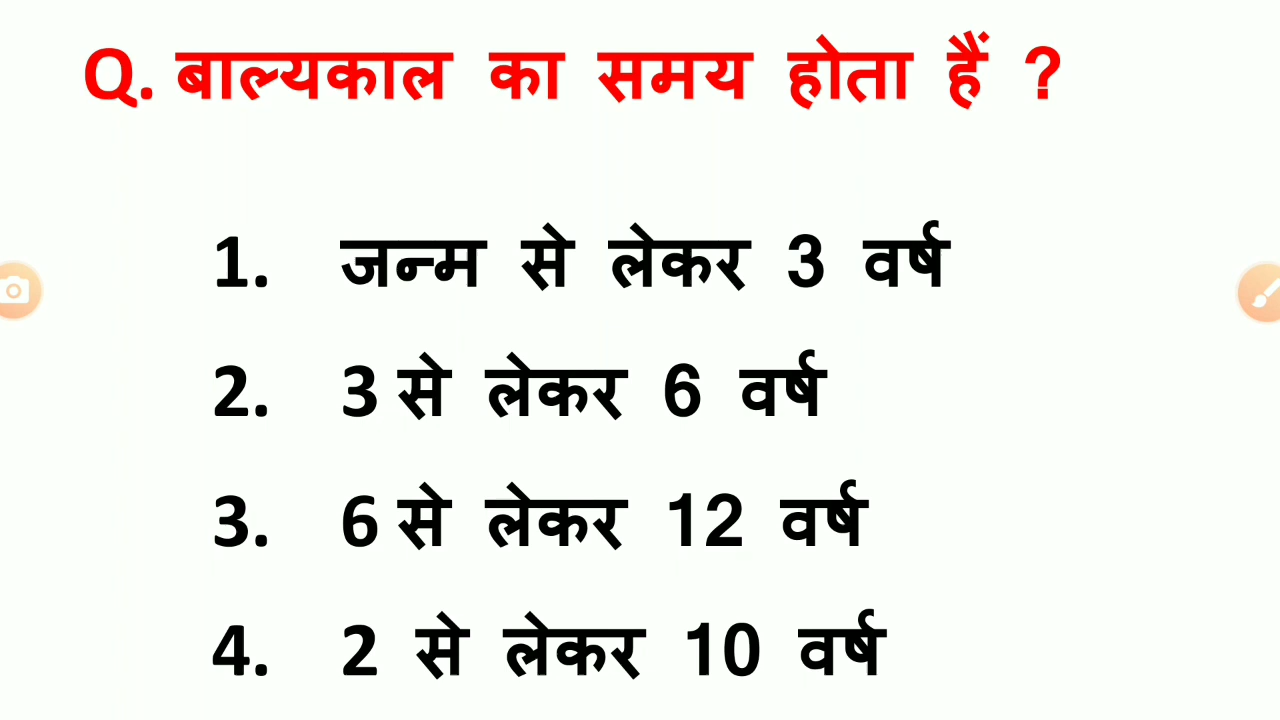 Q. बाल्यकाल का समय होता हैं ?
1. जन्म से लेकर 3 वर्ष
2. 3 से लेकर 6 वर्ष
3. 6 से लेकर 12 वर्ष
4. 2 से लेकर 10 वर्ष